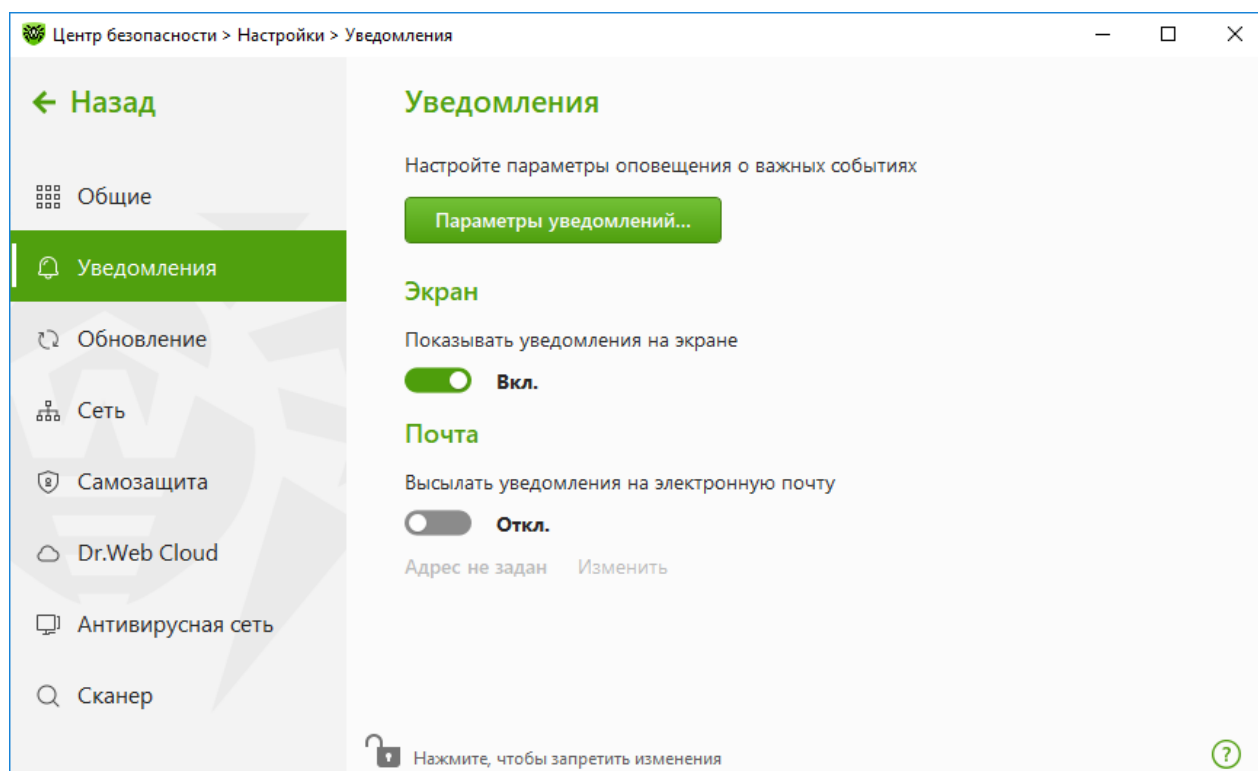 Центр безопасности > Настройки > Уведомления
Назад
Общие
Уведомления
Обновление
Сеть
Самозащита
Dr.Web Cloud
Антивирусная сеть
Сканер
Уведомления
Настройте параметры оповещения о важных событиях
Параметры уведомлений...
Экран
Показывать уведомления на экране
Вкл.
Почта
Высылать уведомления на электронную почту
Откл.
Адрес не задан Изменить
Нажмите, чтобы запретить изменения
?